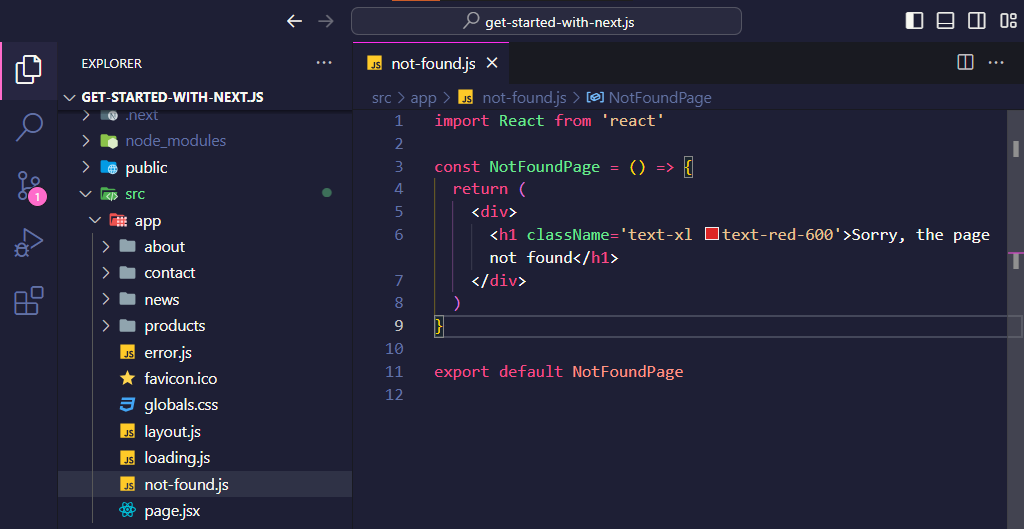 get-started-with-next.js
EXPLORER
GET-STARTED-WITH-NEXT.JS
.next
node_modules
public
src
app
about
contact
news
products
error.js
favicon.ico
globals.css
layout.js
loading.js
not-found.js
page.jsx
1
not-found.js
src > app > JS not-found.js > NotFoundPage
1 import React from 'react'
2
3 const NotFoundPage = () => {
4 return (
5 <div>
6 <h1 className='text-xl text-red-600'>Sorry, the page
not found</h1>
7 </div>
8 )
9 }
10
11 export default NotFoundPage
12